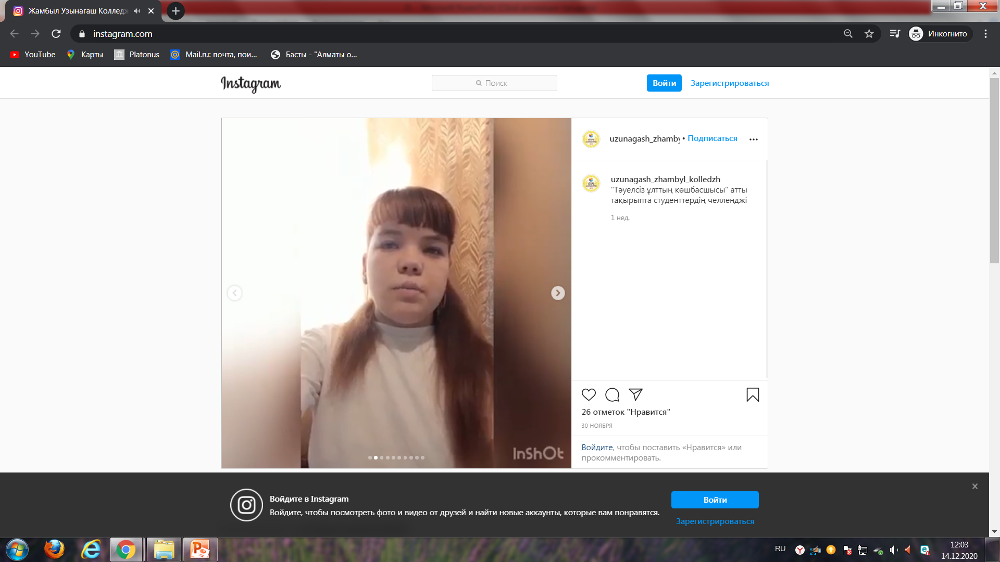 Жамбыл Узынагаш Колледж
instagram.com
Инкогнито
YouTube
Карты
Platonus
Mail.ru: почта, пои...
Басты - "Алматы о...
Instagram
Поиск
Войти
Зарегистрироваться
uzunagash_zhamby • Подписаться
uzunagash_zhambyl_kolledzh
"Тәуелсіз ұлттың көшбасшысы" атты
тақырыпта студенттердің челленджі
1 нед.
26 отметок "Нравится"
30 НОЯБРЯ
Войдите, чтобы поставить «Нравится» или
прокомментировать.
InShOt
Войдите в Instagram
Войдите, чтобы посмотреть фото и видео от друзей и найти новые аккаунты, которые вам понравятся.
Войти
Зарегистрироваться
RU
12:03
14.12.2020